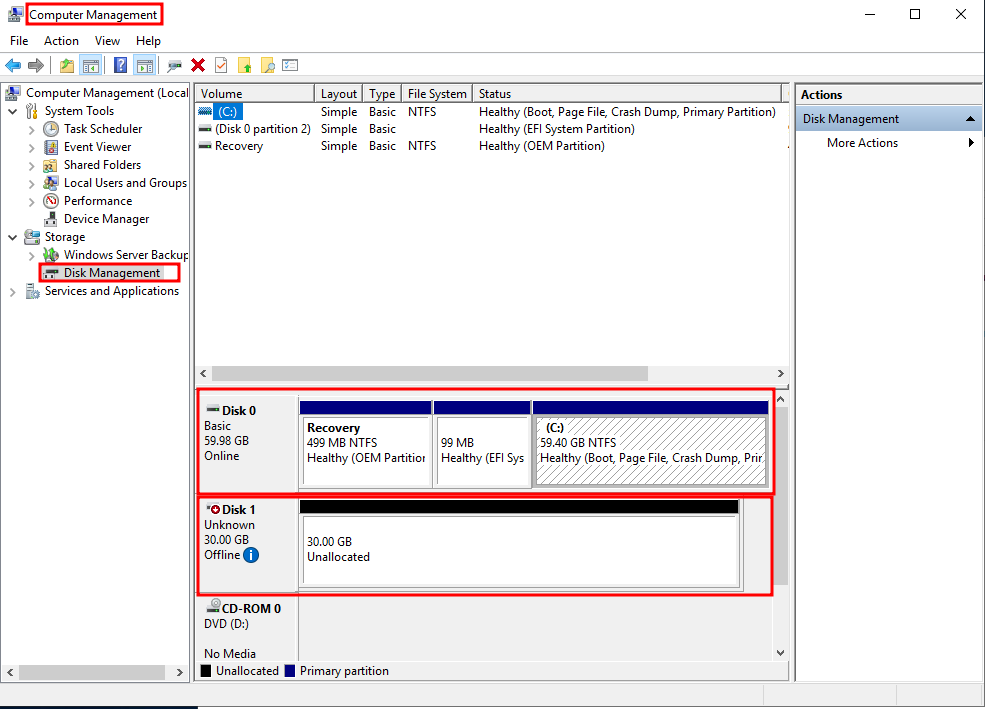 Computer Management
File Action View Help
Computer Management (Local
System Tools
Task Scheduler
Event Viewer
Shared Folders
Local Users and Groups
Performance
Device Manager
Storage
Windows Server Backup
Disk Management
Services and Applications
Volume Layout Type File System Status
(C:) Simple Basic NTFS Healthy (Boot, Page File, Crash Dump, Primary Partition)
(Disk 0 partition 2) Simple Basic Healthy (EFI System Partition)
Recovery Simple Basic NTFS Healthy (OEM Partition)
Disk 0
Basic
59.98 GB
Online
Recovery
499 MB NTFS
Healthy (OEM Partition
99 MB
Healthy (EFI Sys
(C:)
59.40 GB NTFS
Healthy (Boot, Page File, Crash Dump, Prir
Disk 1
Unknown
30.00 GB
Offline
30.00 GB
Unallocated
CD-ROM 0
DVD (D:)
No Media
Unallocated Primary partition
Actions
Disk Management
More Actions